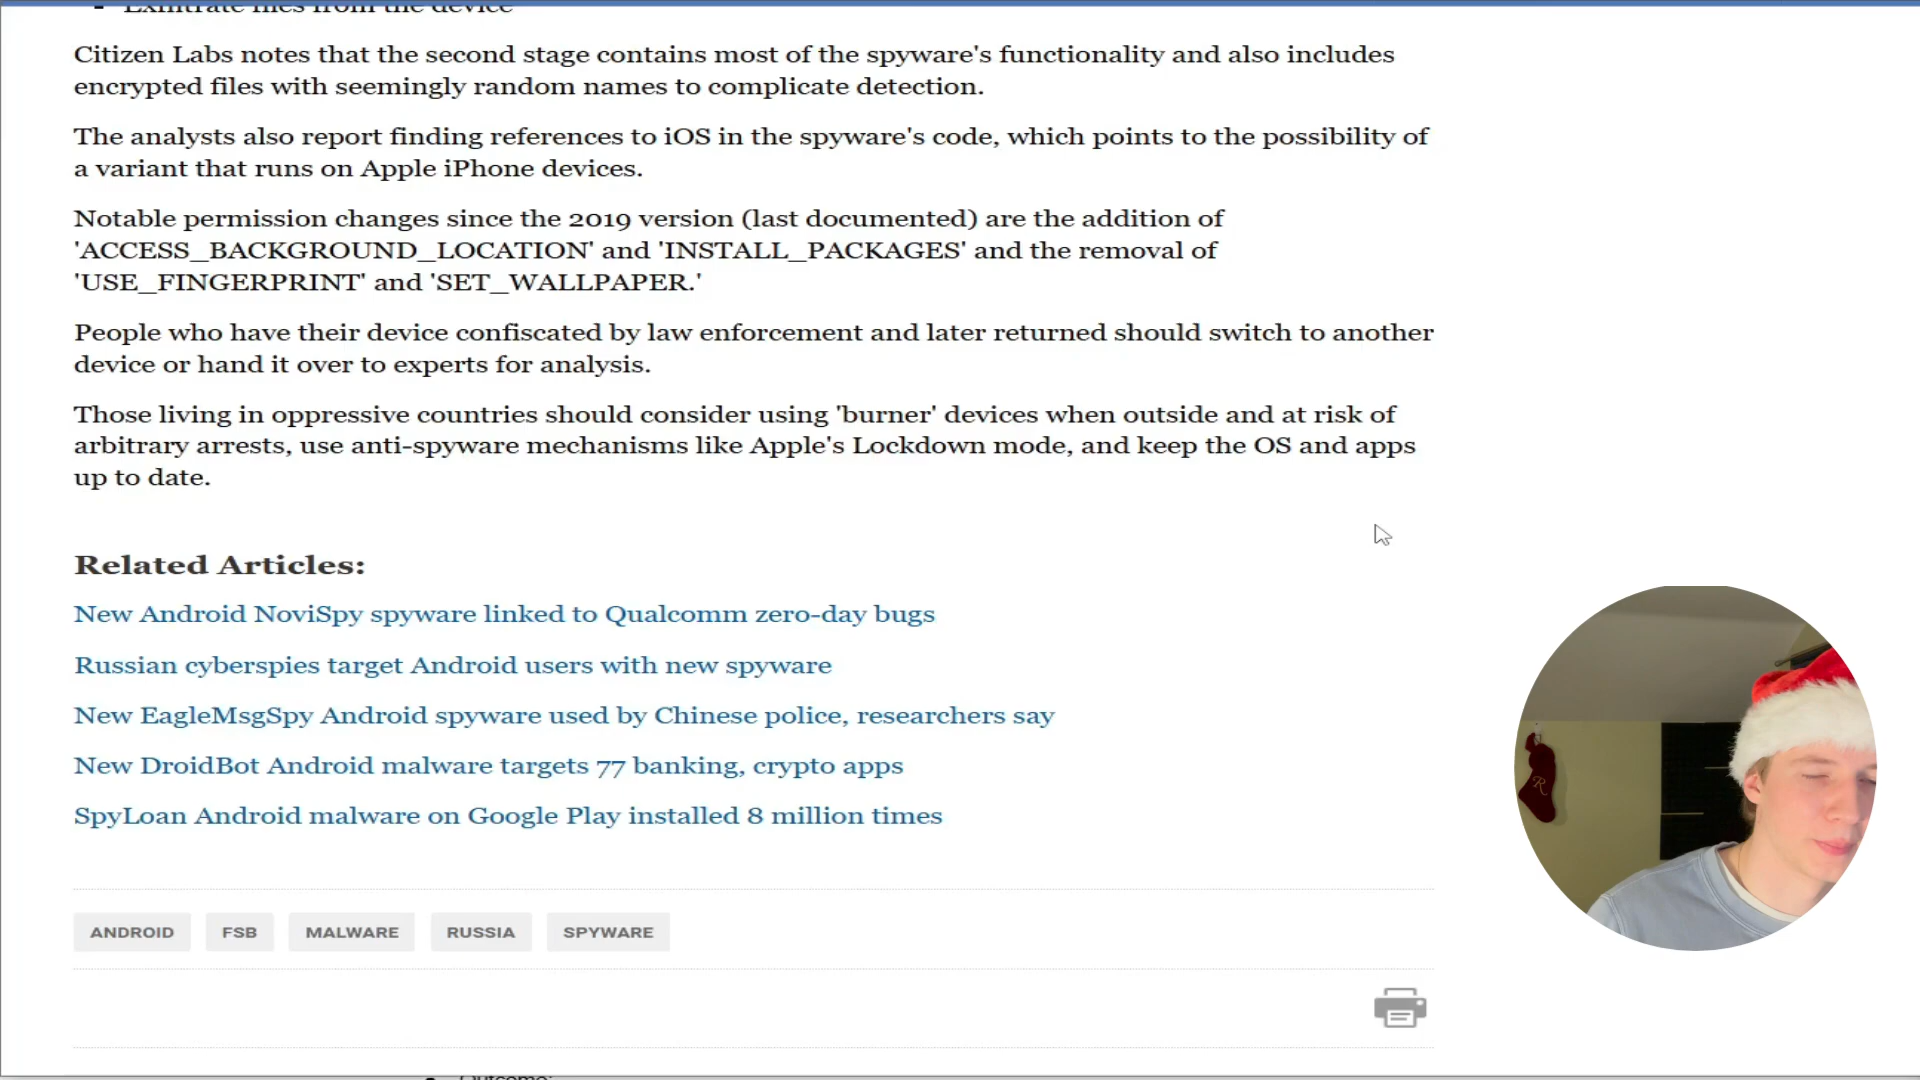 Exfiltrate files from the device
Citizen Labs notes that the second stage contains most of the spyware's functionality and also includes
encrypted files with seemingly random names to complicate detection.
The analysts also report finding references to iOS in the spyware's code, which points to the possibility of
a variant that runs on Apple iPhone devices.
Notable permission changes since the 2019 version (last documented) are the addition of
'ACCESS_BACKGROUND_LOCATION' and 'INSTALL_PACKAGES' and the removal of
'USE_FINGERPRINT' and 'SET_WALLPAPER.'
People who have their device confiscated by law enforcement and later returned should switch to another
device or hand it over to experts for analysis.
Those living in oppressive countries should consider using 'burner' devices when outside and at risk of
arbitrary arrests, use anti-spyware mechanisms like Apple's Lockdown mode, and keep the OS and apps
up to date.
Related Articles:
New Android NoviSpy spyware linked to Qualcomm zero-day bugs
Russian cyberspies target Android users with new spyware
New EagleMsgSpy Android spyware used by Chinese police, researchers say
New DroidBot Android malware targets 77 banking, crypto apps
SpyLoan Android malware on Google Play installed 8 million times
ANDROID FSB MALWARE RUSSIA SPYWARE
R
Outcome: